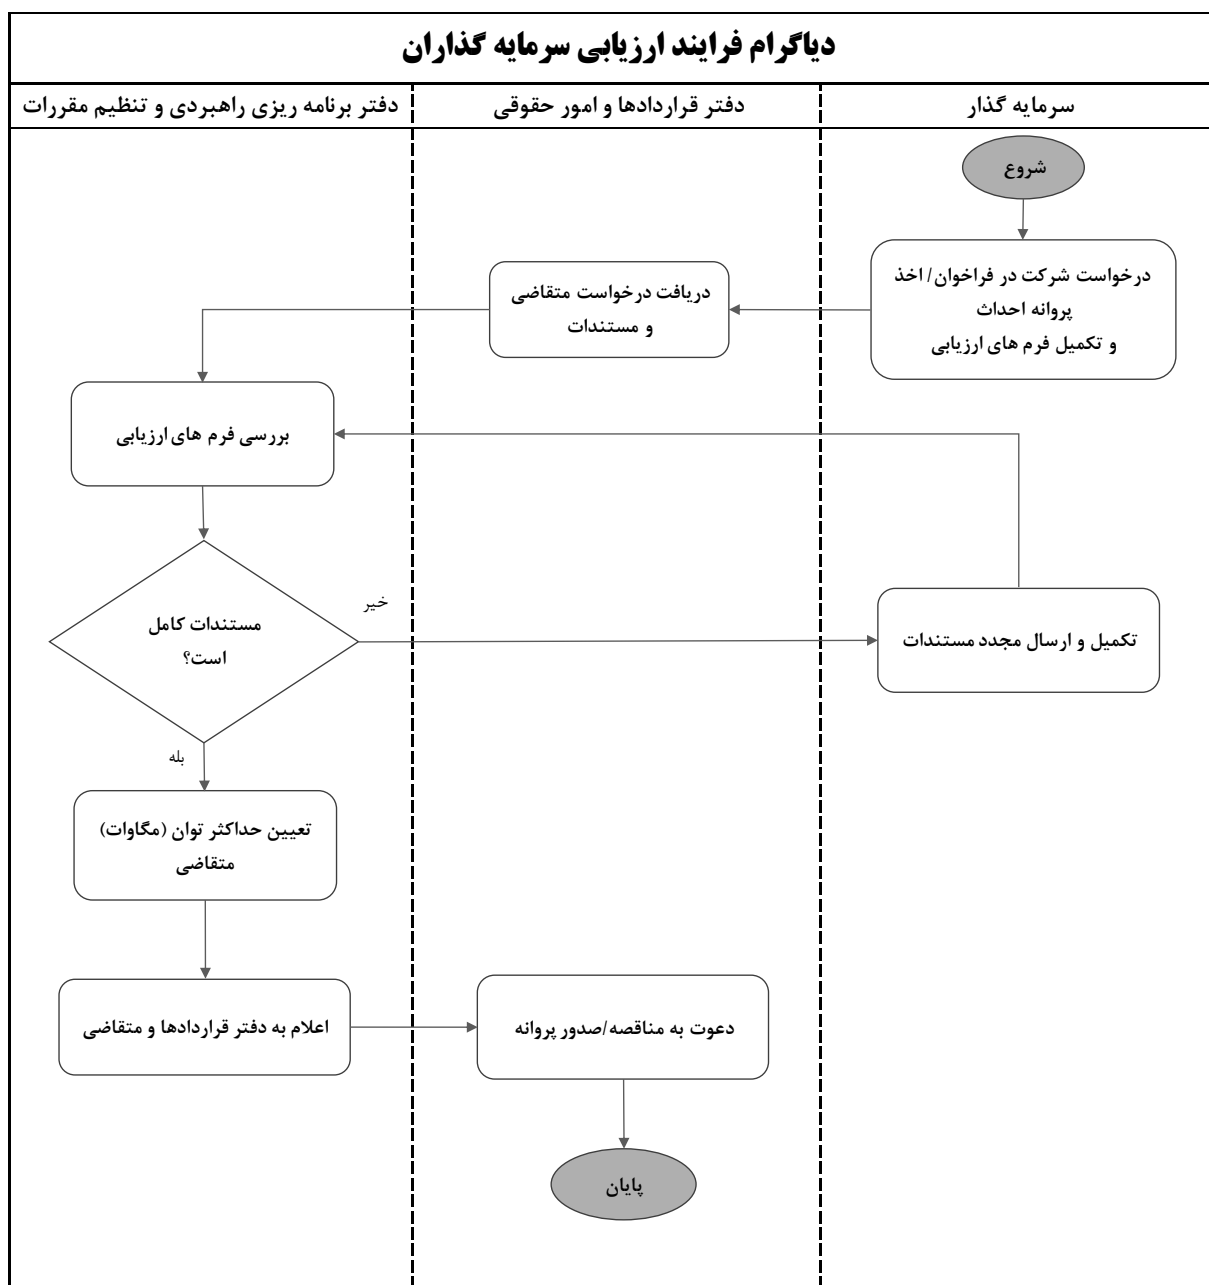 دیاگرام فرایند ارزیابی سرمایه گذاران
سرمایه گذار
دفتر قراردادها و امور حقوقی
دفتر برنامه ریزی راهبردی و تنظیم مقررات
شروع
درخواست شرکت در فراخوان/ اخذ
پروانه احداث
و تکمیل فرم های ارزیابی
دریافت درخواست متقاضی
و مستندات
بررسی فرم های ارزیابی
مستندات کامل
است؟
خیر
تکمیل و ارسال مجدد مستندات
بله
تعیین حداکثر توان (مگاوات)
متقاضی
اعلام به دفتر قراردادها و متقاضی
دعوت به مناقصه/صدور پروانه
پایان